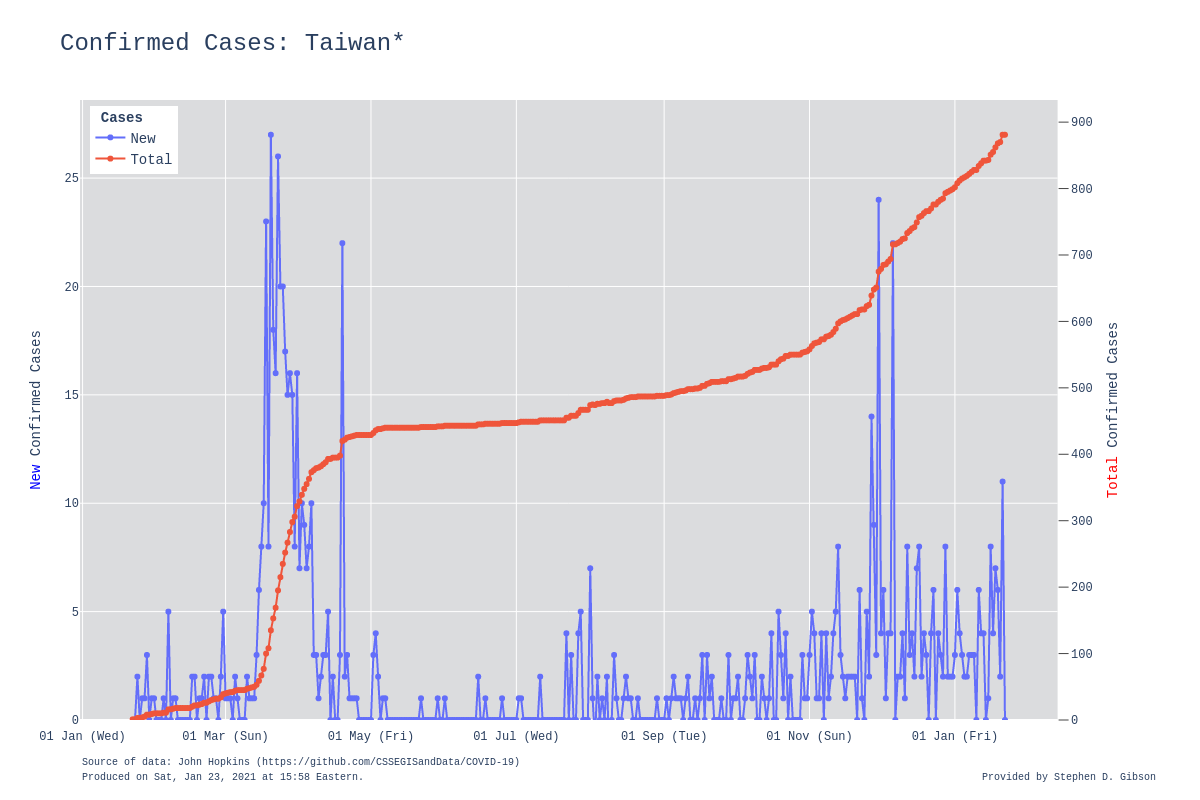 Confirmed Cases: Taiwan*
Cases
New
Total
25
20
15
10
5
0
900
800
700
600
500
400
300
200
100
0
New Confirmed Cases
Total Confirmed Cases
01 Jan (Wed) 01 Mar (Sun) 01 May (Fri) 01 Jul (Wed) 01 Sep (Tue) 01 Nov (Sun) 01 Jan (Fri)
Source of data: John Hopkins (https://github.com/CSSEGISandData/COVID-19)
Produced on Sat, Jan 23, 2021 at 15:58 Eastern.
Provided by Stephen D. Gibson